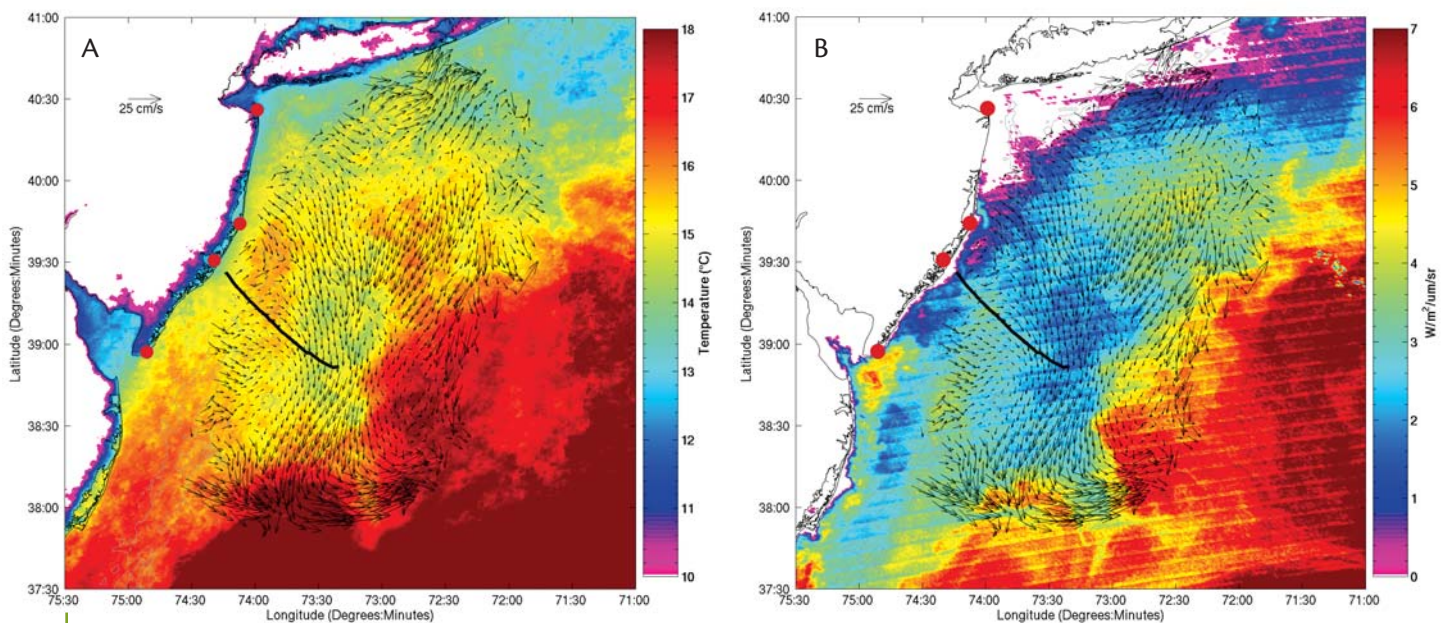 A
41:00
40:30
40:00
39:30
39:00
38:30
38:00
37:30
75:30 75:00 74:30 74:00 73:30 73:00 72:30 72:00 71:30 71:00
Latitude (Degrees:Minutes)
Longitude (Degrees:Minutes)
25 cm/s
18
17
16
15
14
13
12
11
10
Temperature (°C)
B
41:00
40:30
40:00
39:30
39:00
38:30
38:00
37:30
75:30 75:00 74:30 74:00 73:30 73:00 72:30 72:00 71:30 71:00
Latitude (Degrees:Minutes)
Longitude (Degrees:Minutes)
25 cm/s
7
6
5
4
3
2
1
0
W/m²/um/sr